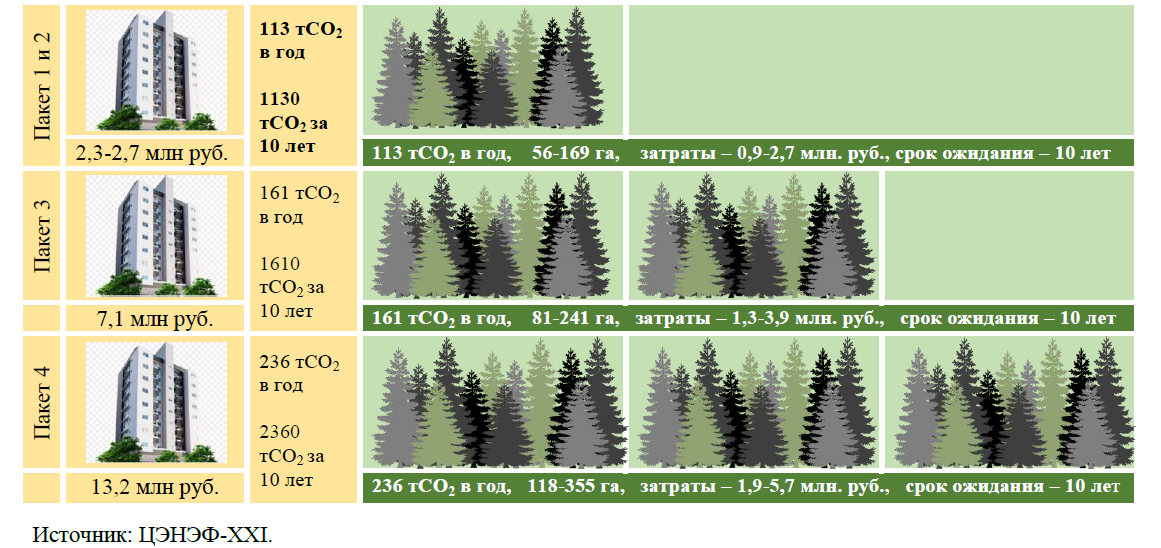 Пакет 1 и 2
113 тCO₂
в год
1130
тCO₂ за
10 лет
2,3-2,7 млн руб.
113 тCO₂ в год, 56-169 га, затраты – 0,9-2,7 млн. руб., срок ожидания – 10 лет
Пакет 3
161 тCO₂
в год
1610
тCO₂ за
10 лет
7,1 млн руб.
161 тCO₂ в год, 81-241 га, затраты – 1,3-3,9 млн. руб., срок ожидания – 10 лет
Пакет 4
236 тCO₂
в год
2360
тCO₂ за
10 лет
13,2 млн руб.
236 тCO₂ в год, 118-355 га, затраты – 1,9-5,7 млн. руб., срок ожидания – 10 лет
Источник: ЦЭНЭФ-XXI.